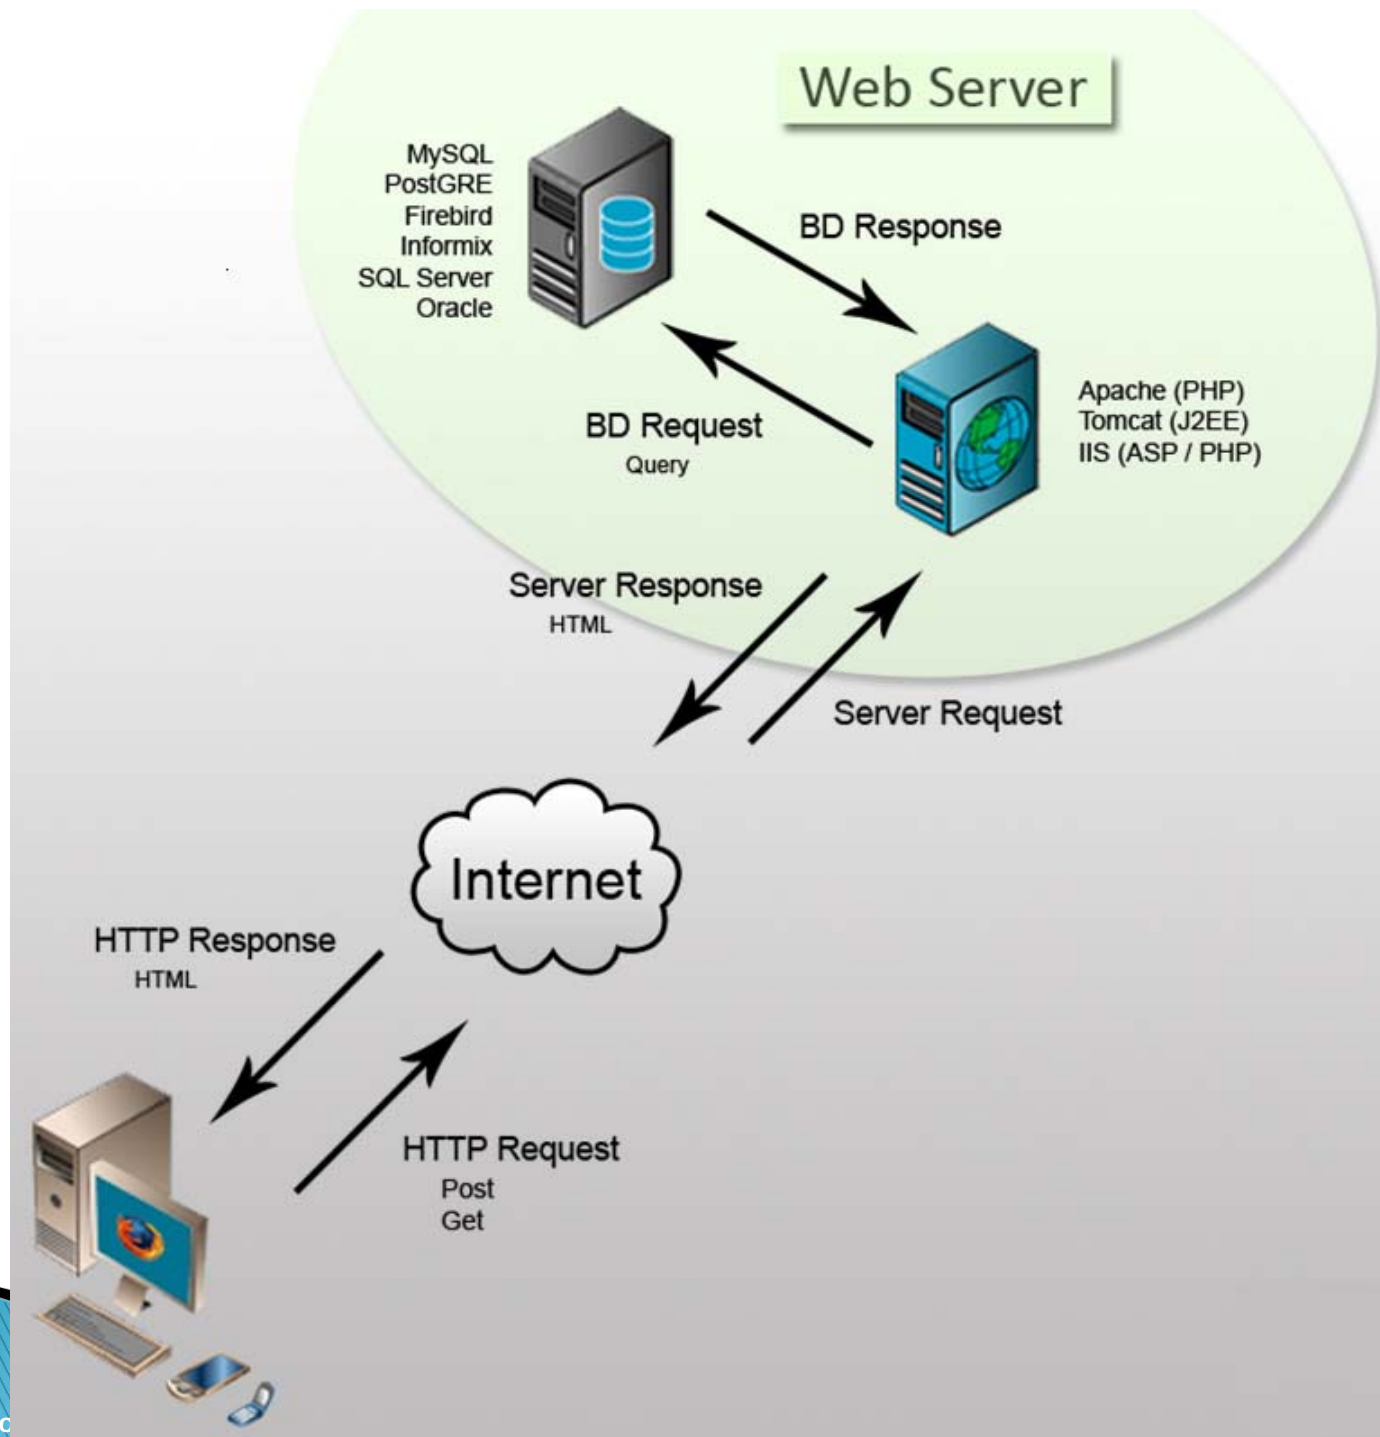 Web Server
MySQL
PostGRE
Firebird
Informix
SQL Server
Oracle
BD Response
BD Request
Query
Apache (PHP)
Tomcat (J2EE)
IIS (ASP / PHP)
Server Response
HTML
Server Request
Internet
HTTP Response
HTML
HTTP Request
Post
Get